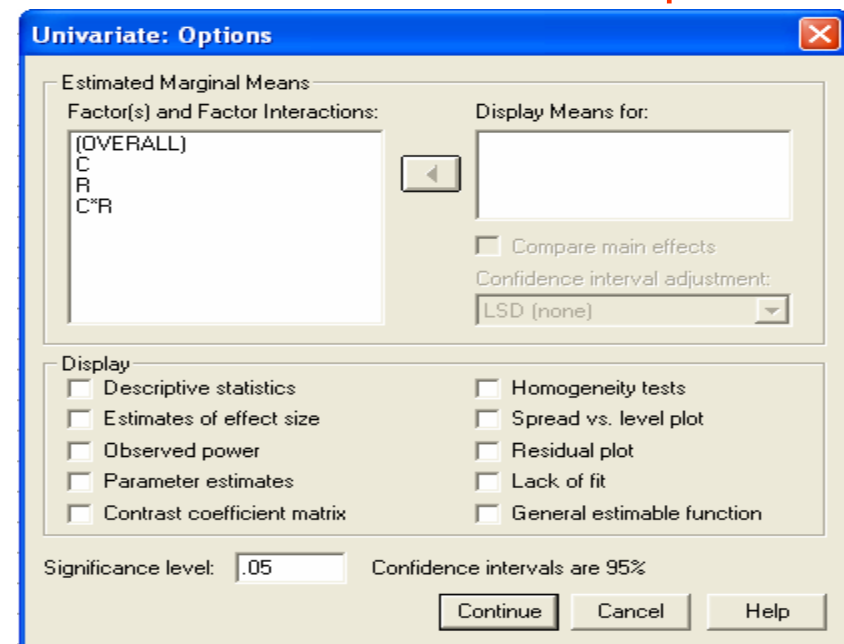 Univariate: Options
Estimated Marginal Means
Factor(s) and Factor Interactions:
(OVERALL)
C
R
C*R
Display Means for:
Compare main effects
Confidence interval adjustment:
LSD (none)
Display
Descriptive statistics
Estimates of effect size
Observed power
Parameter estimates
Contrast coefficient matrix
Homogeneity tests
Spread vs. level plot
Residual plot
Lack of fit
General estimable function
Significance level: .05 Confidence intervals are 95%
Continue Cancel Help